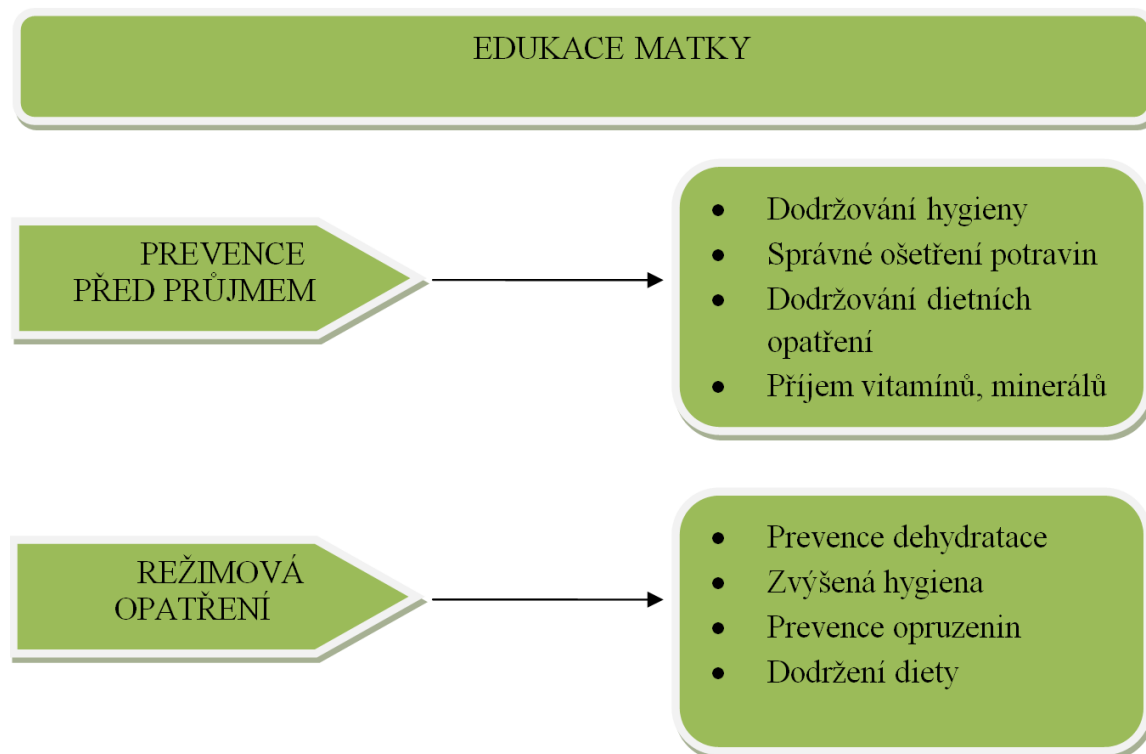 EDUKACE MATKY
PREVENCE
PŘED PRŮJMEM
• Dodržování hygieny
• Správné ošetření potravin
• Dodržování dietních
opatření
• Příjem vitamínů, minerálů
REŽIMOVÁ
OPATŘENÍ
• Prevence dehydratace
• Zvýšená hygiena
• Prevence opruzenin
• Dodržení diety